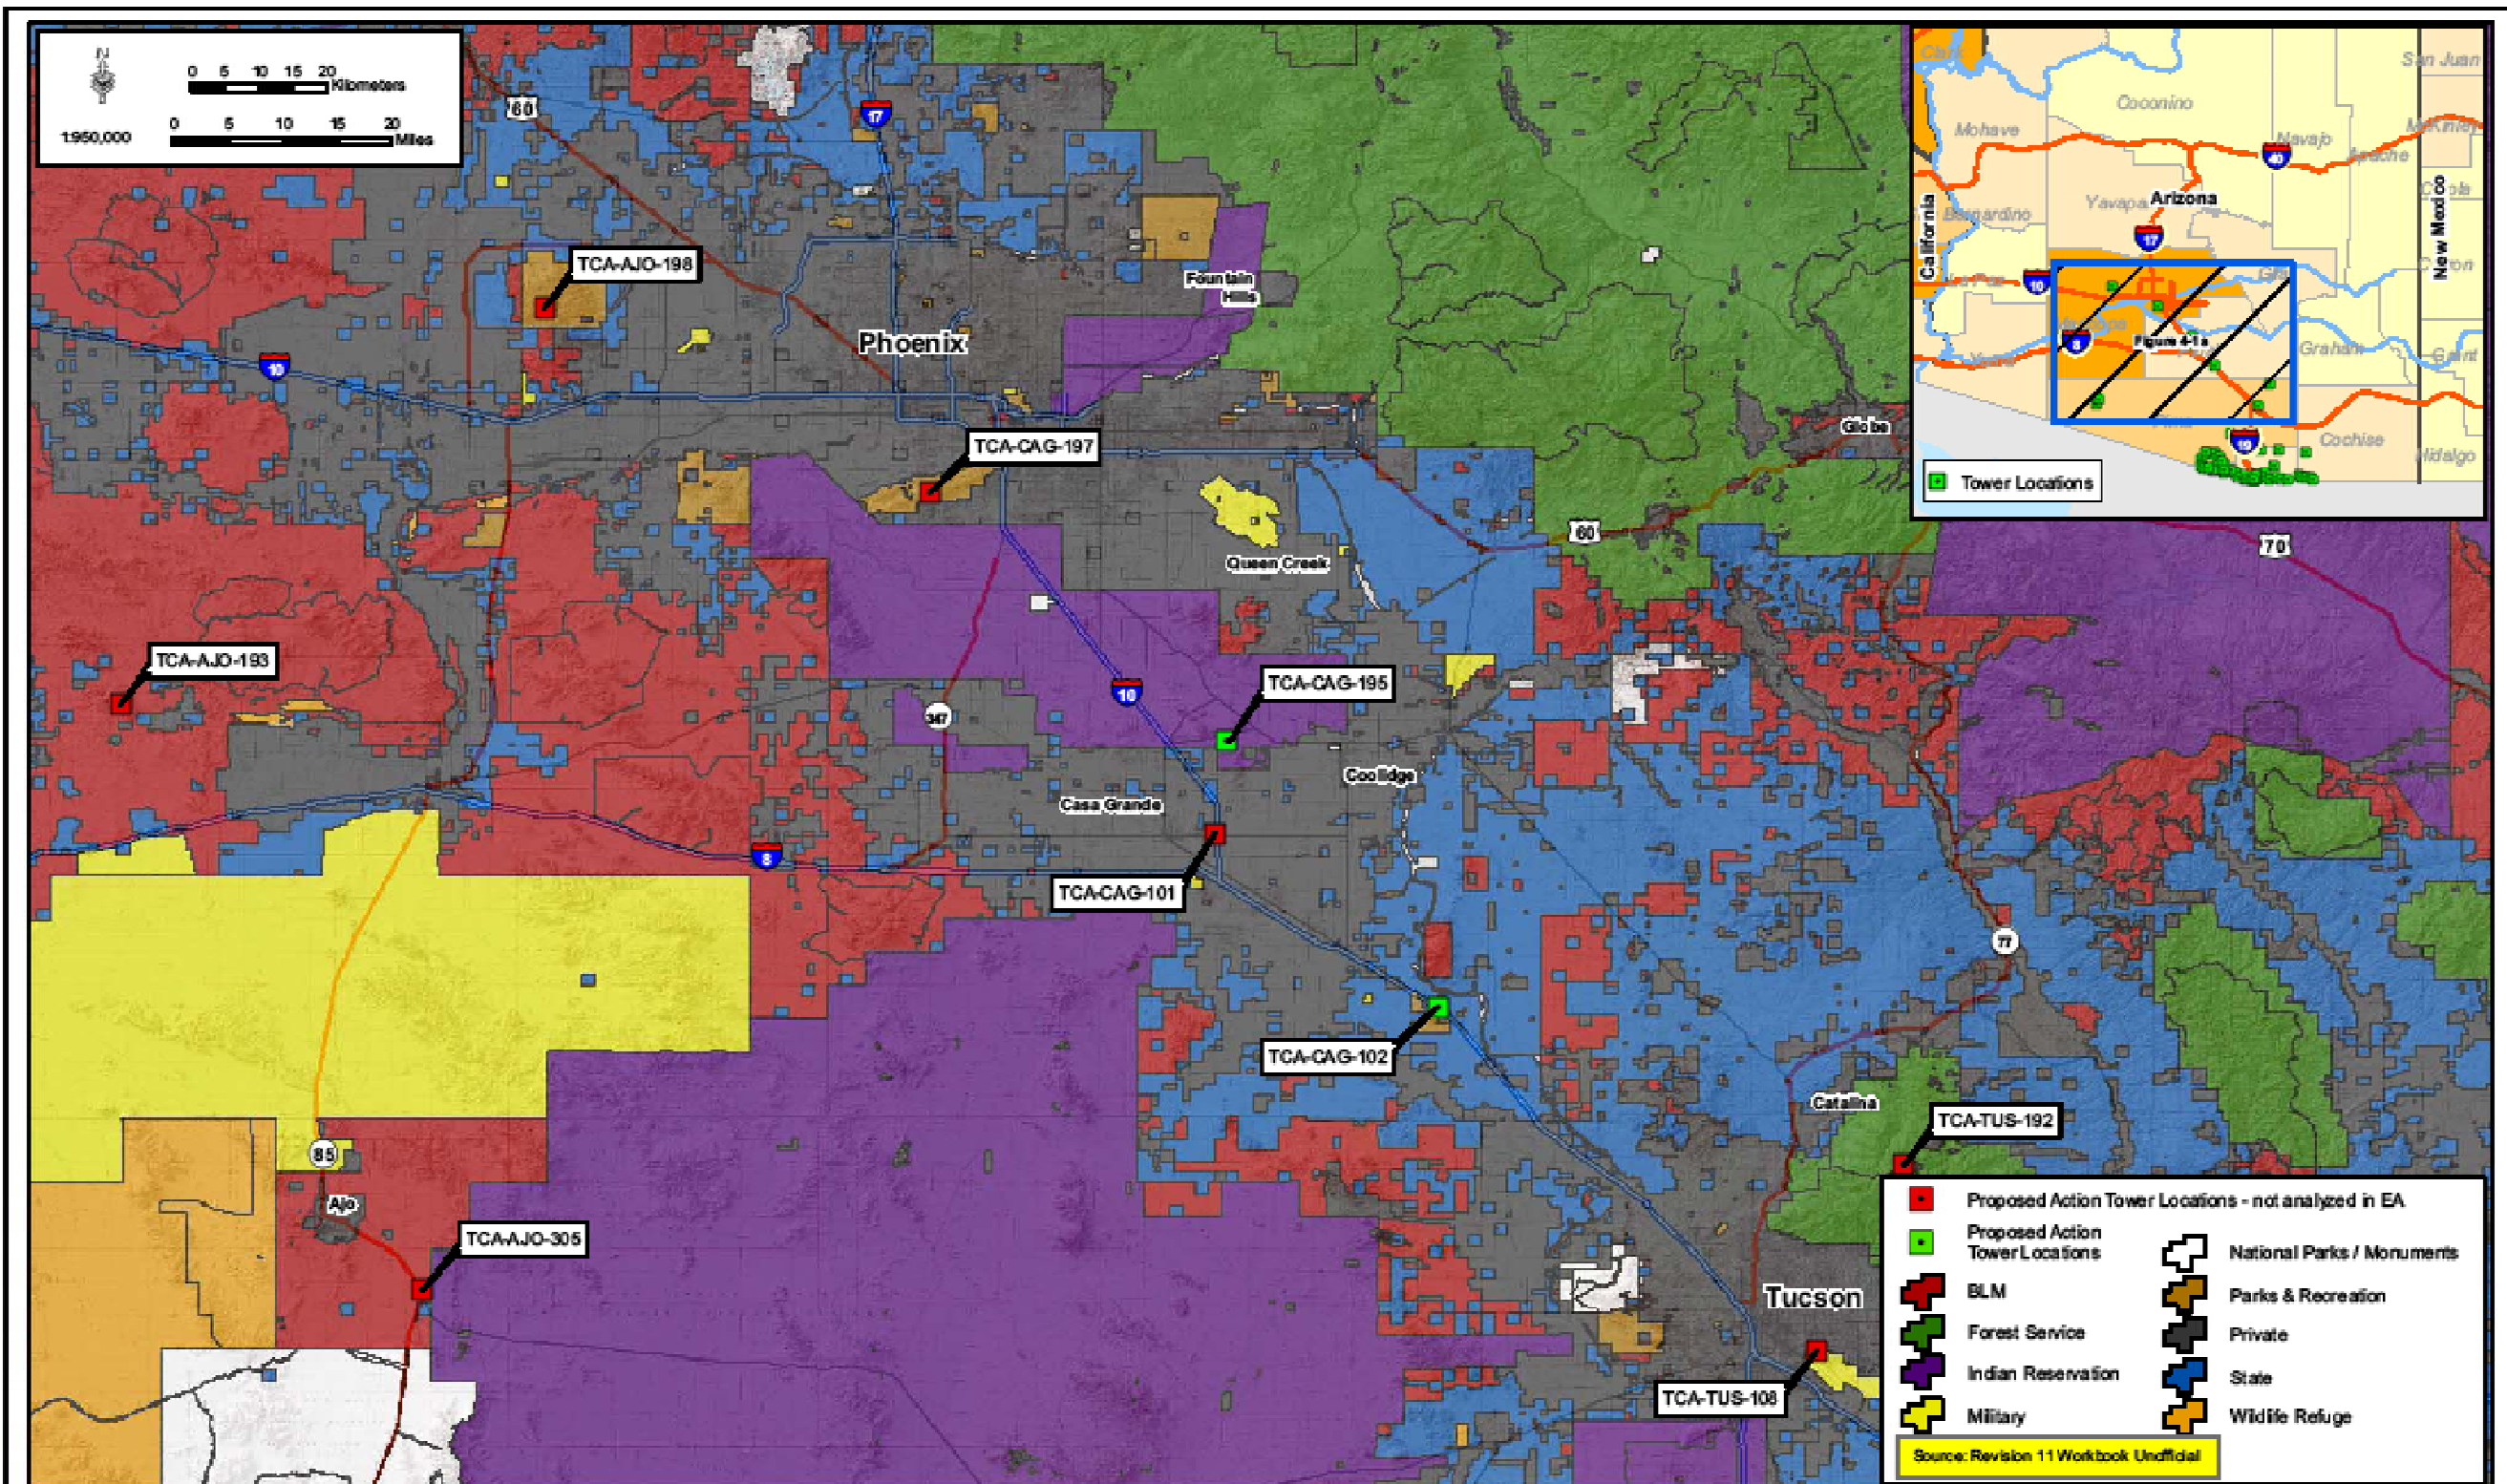 N
0 5 10 15 20
Kilometers
1:950,000
0 5 10 15 20
Miles
60
17
TCA-AJO-198
Fountain
Hills
Phoenix
10
TCA-CAG-197
Globe
60
Queen Creek
70
TCA-AJO-193
TCA-CAG-195
10
347
Coolidge
Casa Grande
8
TCA-CAG-101
77
TCA-CAG-102
Catalina
TCA-TUS-192
85
Ajo
TCA-AJO-305
Tucson
TCA-TUS-108
San Juan
Coconino
Mohave
Navajo
McKinley
Apache
40
Arizona
California
New Mexico
17
10
8
Figure 4-1a
Graham
Grant
Cochise
Hidalgo
19
Tower Locations
Proposed Action Tower Locations - not analyzed in EA
Proposed Action
Tower Locations
National Parks / Monuments
BLM
Parks & Recreation
Forest Service
Private
Indian Reservation
State
Military
Wildlife Refuge
Source: Revision 11 Workbook Unofficial